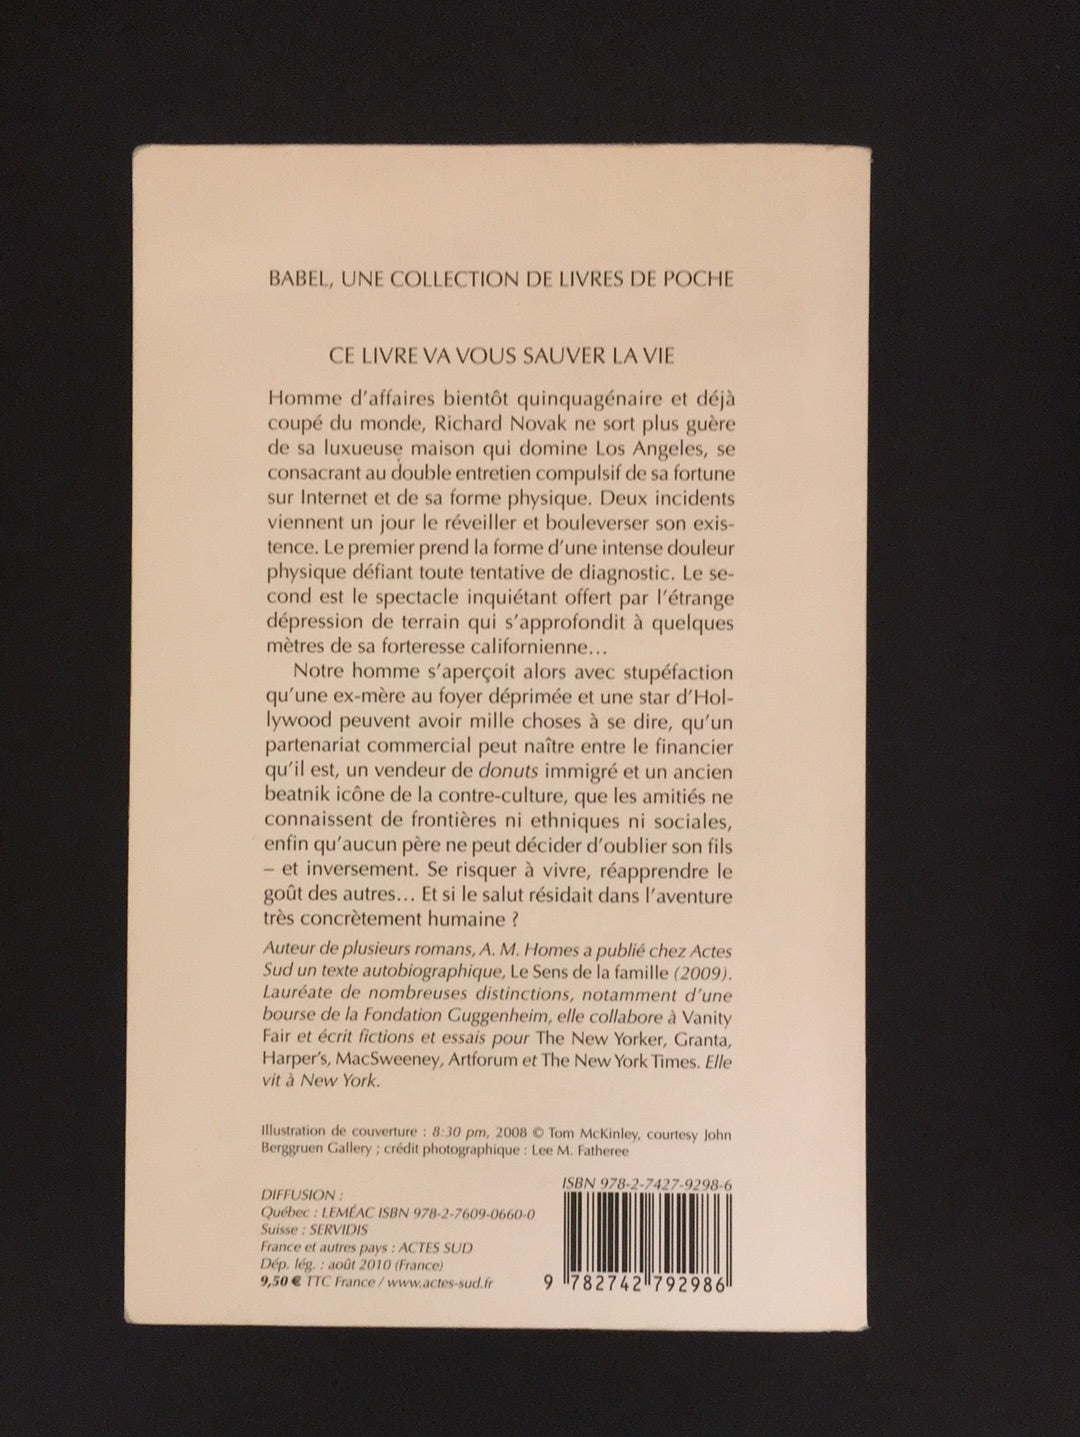 BABEL, UNE COLLECTION DE LIVRES DE POCHE
CE LIVRE VA VOUS SAUVER LA VIE
Homme d'affaires bientôt quinquagénaire et déjà
coupé du monde, Richard Novak ne sort plus guère
de sa luxueuse maison qui domine Los Angeles, se
consacrant au double entretien compulsif de sa fortune
sur Internet et de sa forme physique. Deux incidents
viennent un jour le réveiller et bouleverser son exis-
tence. Le premier prend la forme d'une intense douleur
physique défiant toute tentative de diagnostic. Le se-
cond est le spectacle inquiétant offert par l'étrange
dépression de terrain qui s'approfondit à quelques
mètres de sa forteresse californienne...
Notre homme s'aperçoit alors avec stupéfaction
qu'une ex-mère au foyer déprimée et une star d'Hol-
lywood peuvent avoir mille choses à se dire, qu'un
partenariat commercial peut naître entre le financier
qu'il est, un vendeur de donuts immigré et un ancien
beatnik icône de la contre-culture, que les amitiés ne
connaissent de frontières ni ethniques ni sociales,
enfin qu'aucun père ne peut décider d'oublier son fils
– et inversement. Se risquer à vivre, réapprendre le
goût des autres... Et si le salut résidait dans l'aventure
très concrètement humaine ?
Auteur de plusieurs romans, A. M. Homes a publié chez Actes
Sud un texte autobiographique, Le Sens de la famille (2009).
Lauréate de nombreuses distinctions, notamment d'une
bourse de la Fondation Guggenheim, elle collabore à Vanity
Fair et écrit fictions et essais pour The New Yorker, Granta,
Harper's, MacSweeney, Artforum et The New York Times. Elle
vit à New York.
Illustration de couverture : 8:30 pm, 2008 © Tom McKinley, courtesy John
Berggruen Gallery ; crédit photographique : Lee M. Fatheree
DIFFUSION :
Québec : LEMÉAC ISBN 978-2-7609-0660-0
Suisse : SERVIDIS
France et autres pays : ACTES SUD
Dép. lég. : août 2010 (France)
9,50 € TTC France / www.actes-sud.fr
ISBN 978-2-7427-9298-6
9 782742 792986